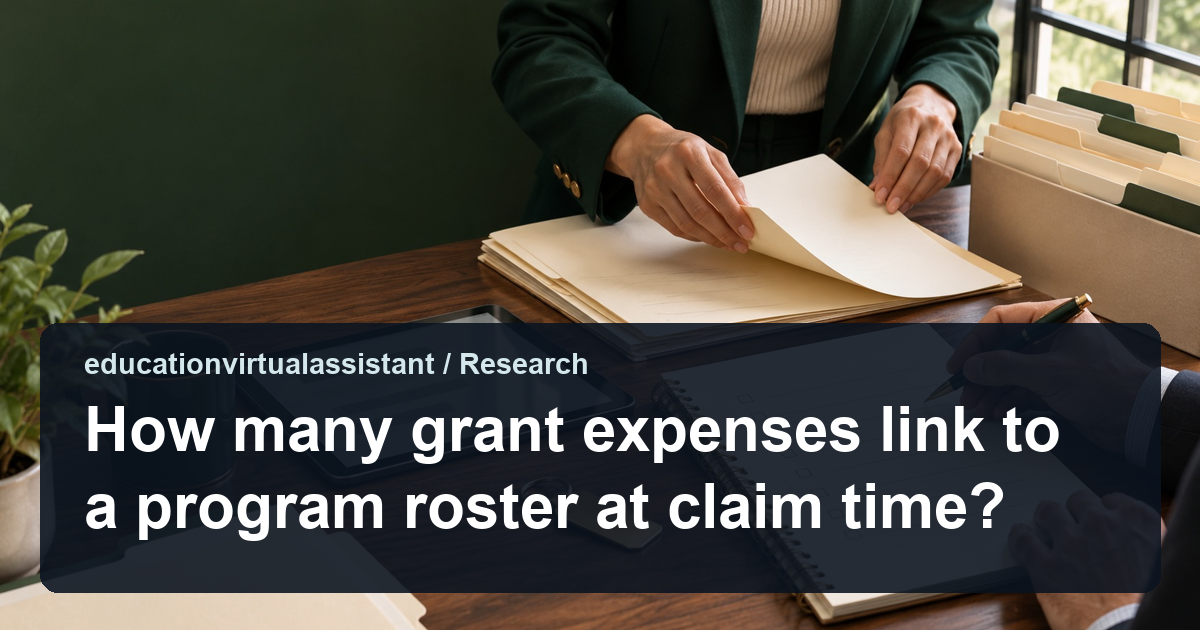 educationvirtualassistant / Research
How many grant expenses link to
a program roster at claim time?